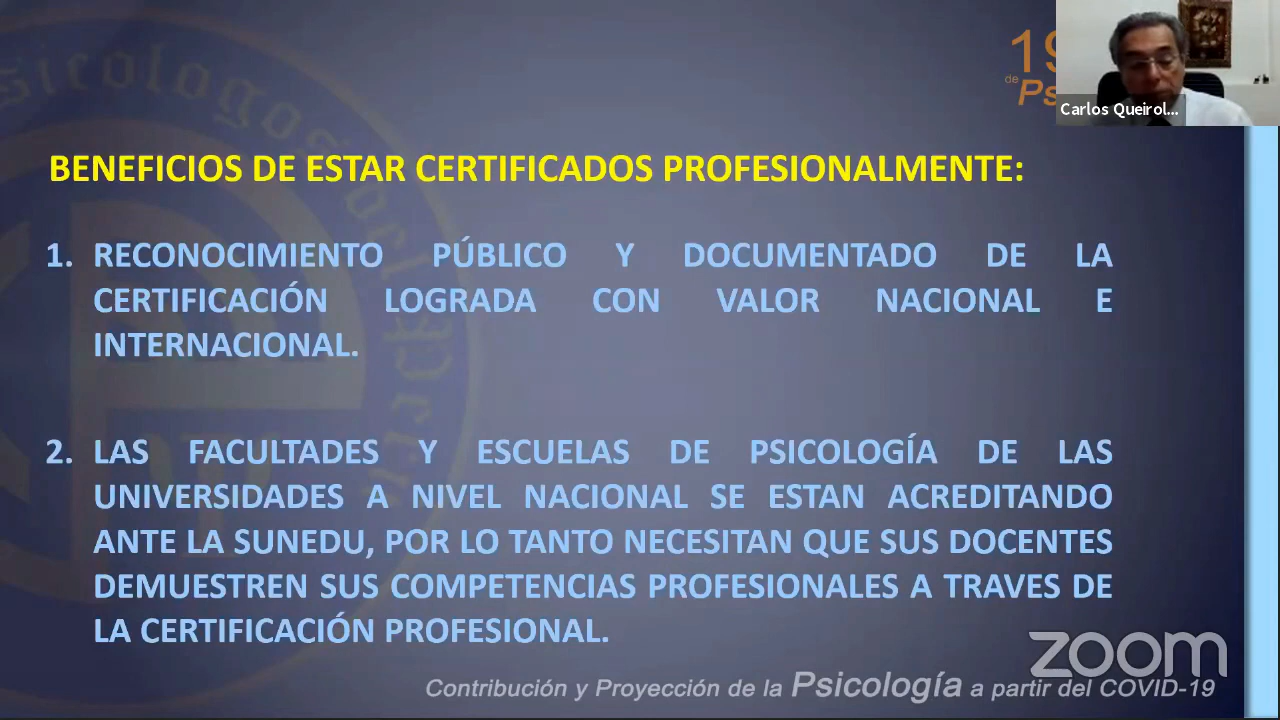 19
de
Ps
Carlos Queirol...
BENEFICIOS DE ESTAR CERTIFICADOS PROFESIONALMENTE:
1. RECONOCIMIENTO PÚBLICO Y DOCUMENTADO DE LA
CERTIFICACIÓN LOGRADA CON VALOR NACIONAL E
INTERNACIONAL.
2. LAS FACULTADES Y ESCUELAS DE PSICOLOGÍA DE LAS
UNIVERSIDADES A NIVEL NACIONAL SE ESTAN ACREDITANDO
ANTE LA SUNEDU, POR LO TANTO NECESITAN QUE SUS DOCENTES
DEMUESTREN SUS COMPETENCIAS PROFESIONALES A TRAVES DE
LA CERTIFICACIÓN PROFESIONAL.
zoom
Contribución y Proyección de la Psicología a partir del COVID-19